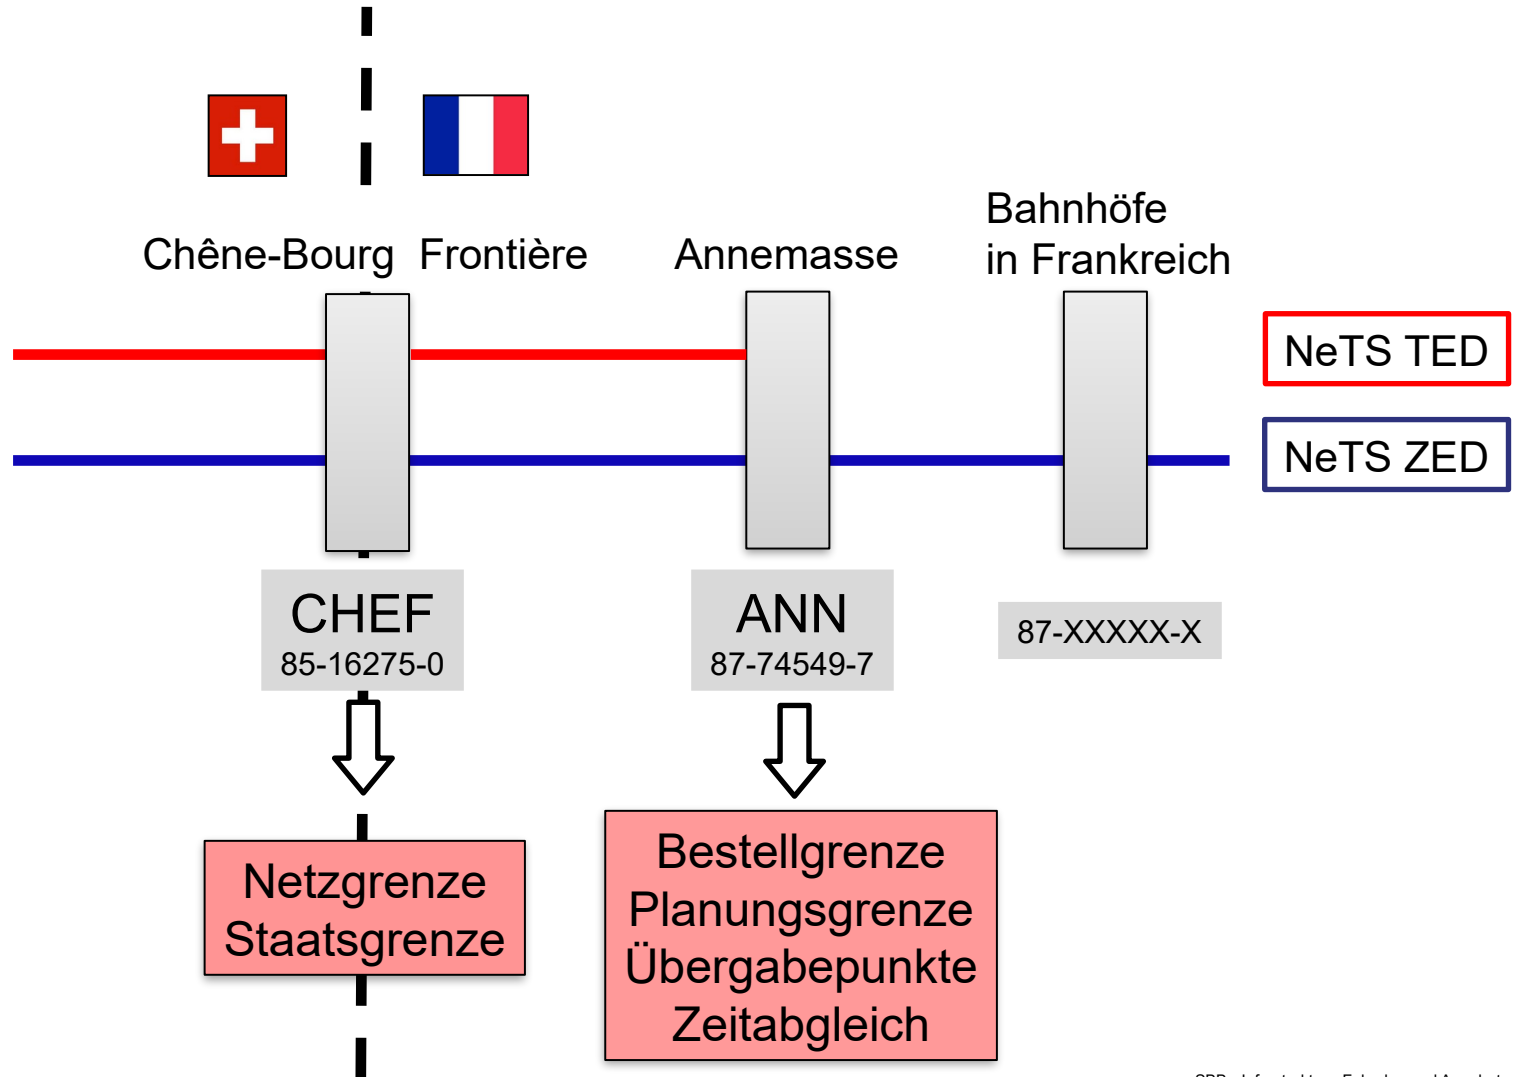 Chêne-Bourg Frontière
Annemasse
Bahnhöfe
in Frankreich
NeTS TED
NeTS ZED
CHEF
85-16275-0
ANN
87-74549-7
87-XXXXX-X
Netzgrenze
Staatsgrenze
Bestellgrenze
Planungsgrenze
Übergabepunkte
Zeitabgleich